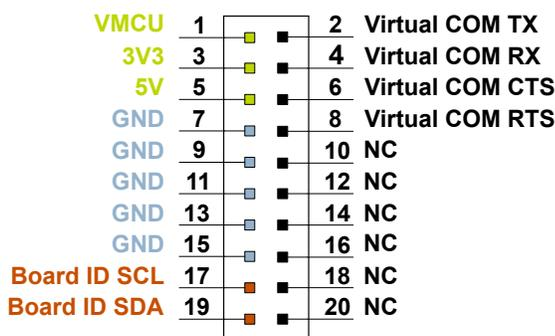 VMCU 1 2 Virtual COM TX
3V3 3 4 Virtual COM RX
5V 5 6 Virtual COM CTS
GND 7 8 Virtual COM RTS
GND 9 10 NC
GND 11 12 NC
GND 13 14 NC
GND 15 16 NC
Board ID SCL 17 18 NC
Board ID SDA 19 20 NC